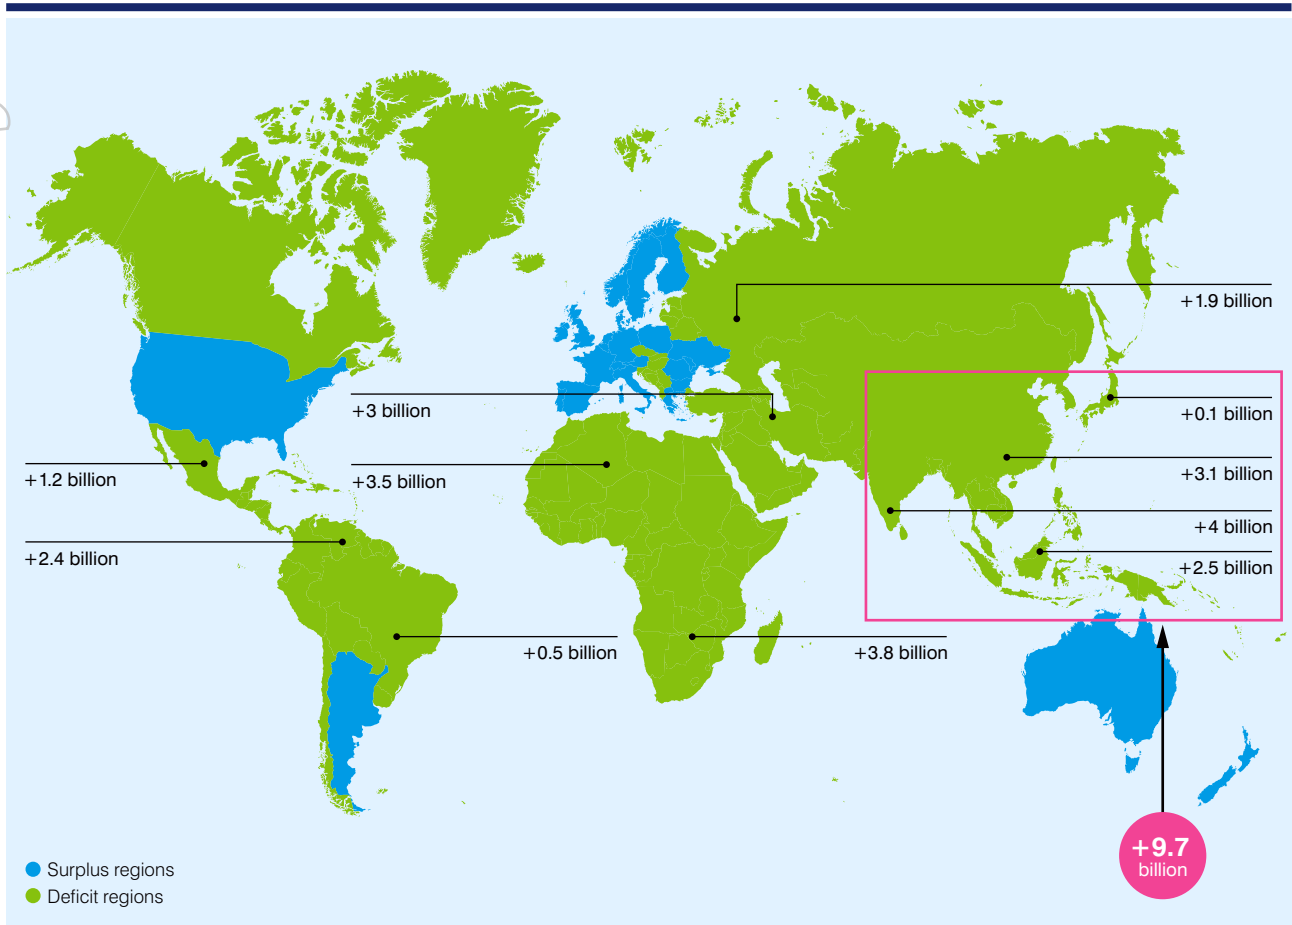 +1.9 billion
+3 billion
+0.1 billion
+1.2 billion
+3.5 billion
+3.1 billion
+4 billion
+2.4 billion
+2.5 billion
+0.5 billion
+3.8 billion
+9.7
billion
Surplus regions
Deficit regions